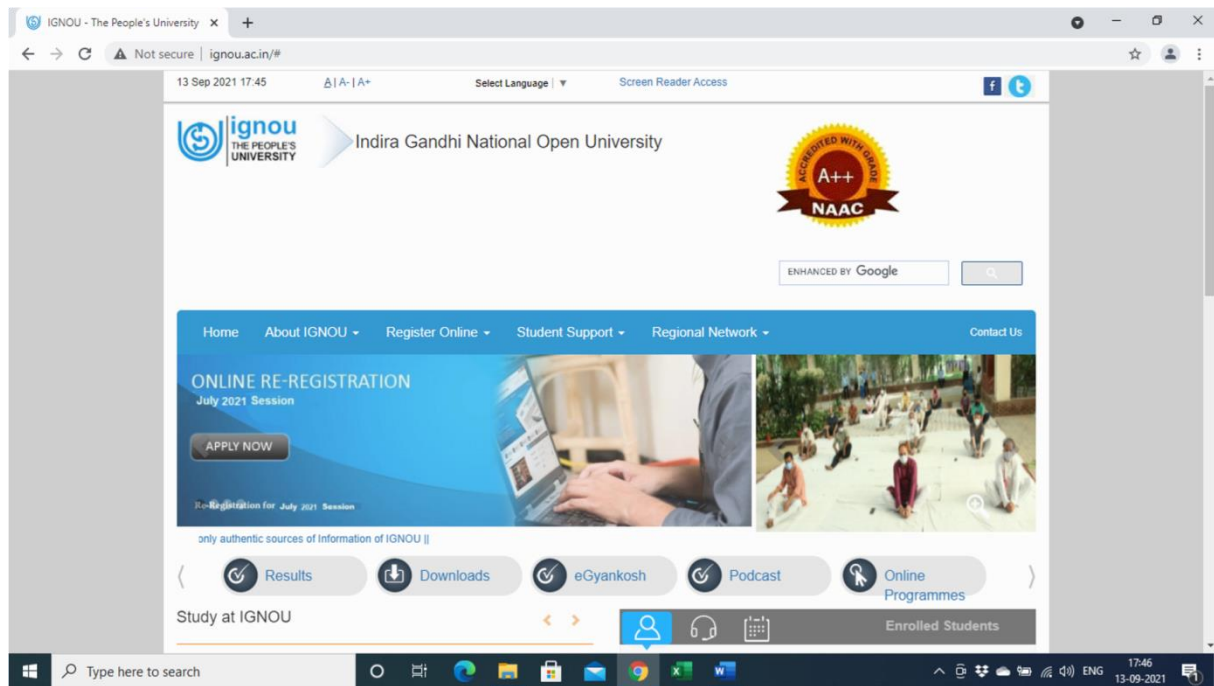 IGNOU - The People's University
Not secure | ignou.ac.in/#
13 Sep 2021 17:45 A | A- | A+ Select Language ▼ Screen Reader Access
ignou
THE PEOPLE'S
UNIVERSITY
Indira Gandhi National Open University
ACCREDITED WITH GRADE
A++
NAAC
ENHANCED BY Google
Home About IGNOU Register Online Student Support Regional Network Contact Us
ONLINE RE-REGISTRATION
July 2021 Session
APPLY NOW
Re-Registration for July 2021 Session
only authentic sources of Information of IGNOU ||
Results Downloads eGyankosh Podcast Online
Programmes
Study at IGNOU
Enrolled Students
Type here to search
ENG
17:46
13-09-2021